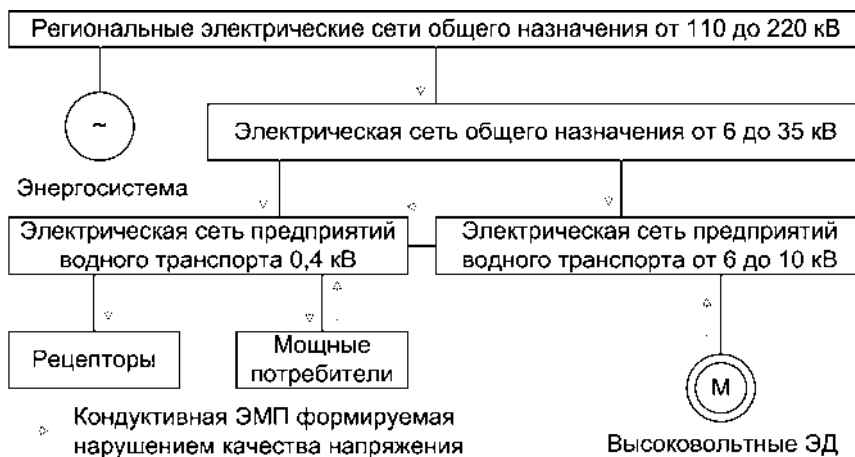 Региональные электрические сети общего назначения от 110 до 220 кВ
~
Электрическая сеть общего назначения от 6 до 35 кВ
Энергосистема
Электрическая сеть предприятий
водного транспорта 0,4 кВ
Электрическая сеть предприятий
водного транспорта от 6 до 10 кВ
Рецепторы
Мощные
потребители
М
Кондуктивная ЭМП формируемая
нарушением качества напряжения
Высоковольтные ЭД